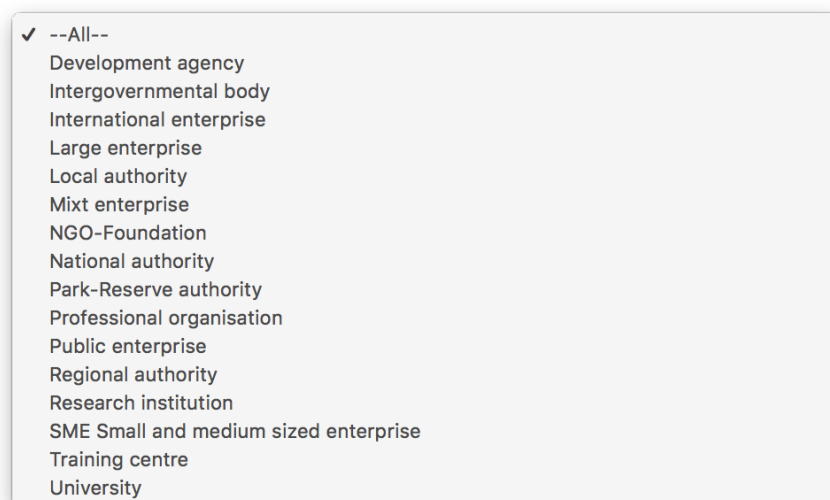 ✓ --All--
Development agency
Intergovernmental body
International enterprise
Large enterprise
Local authority
Mixt enterprise
NGO-Foundation
National authority
Park-Reserve authority
Professional organisation
Public enterprise
Regional authority
Research institution
SME Small and medium sized enterprise
Training centre
University